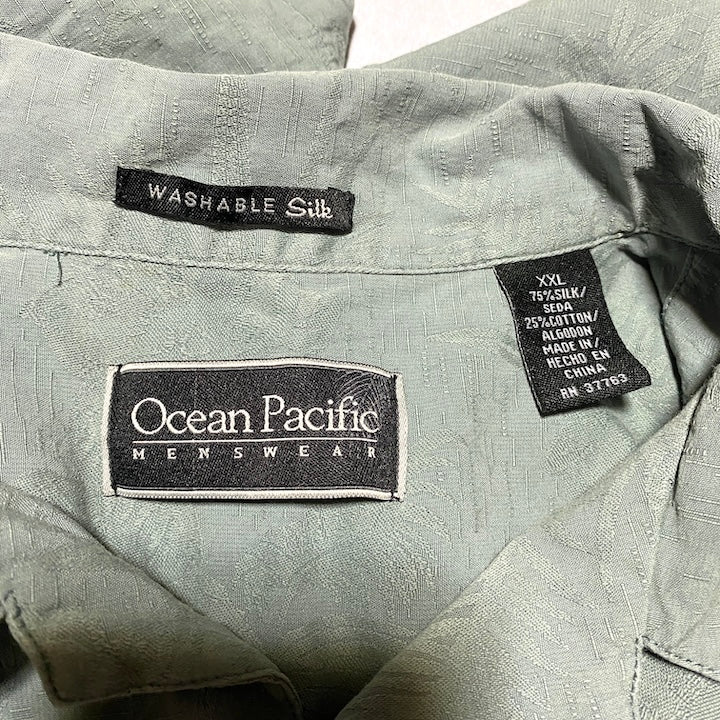 WASHABLE Silk
XXL
75%SILK/
SEDA
25%COTTON/
ALGODON
MADE IN/
HECHO EN
CHINA
RN 37763
Ocean Pacific
MENSWEAR